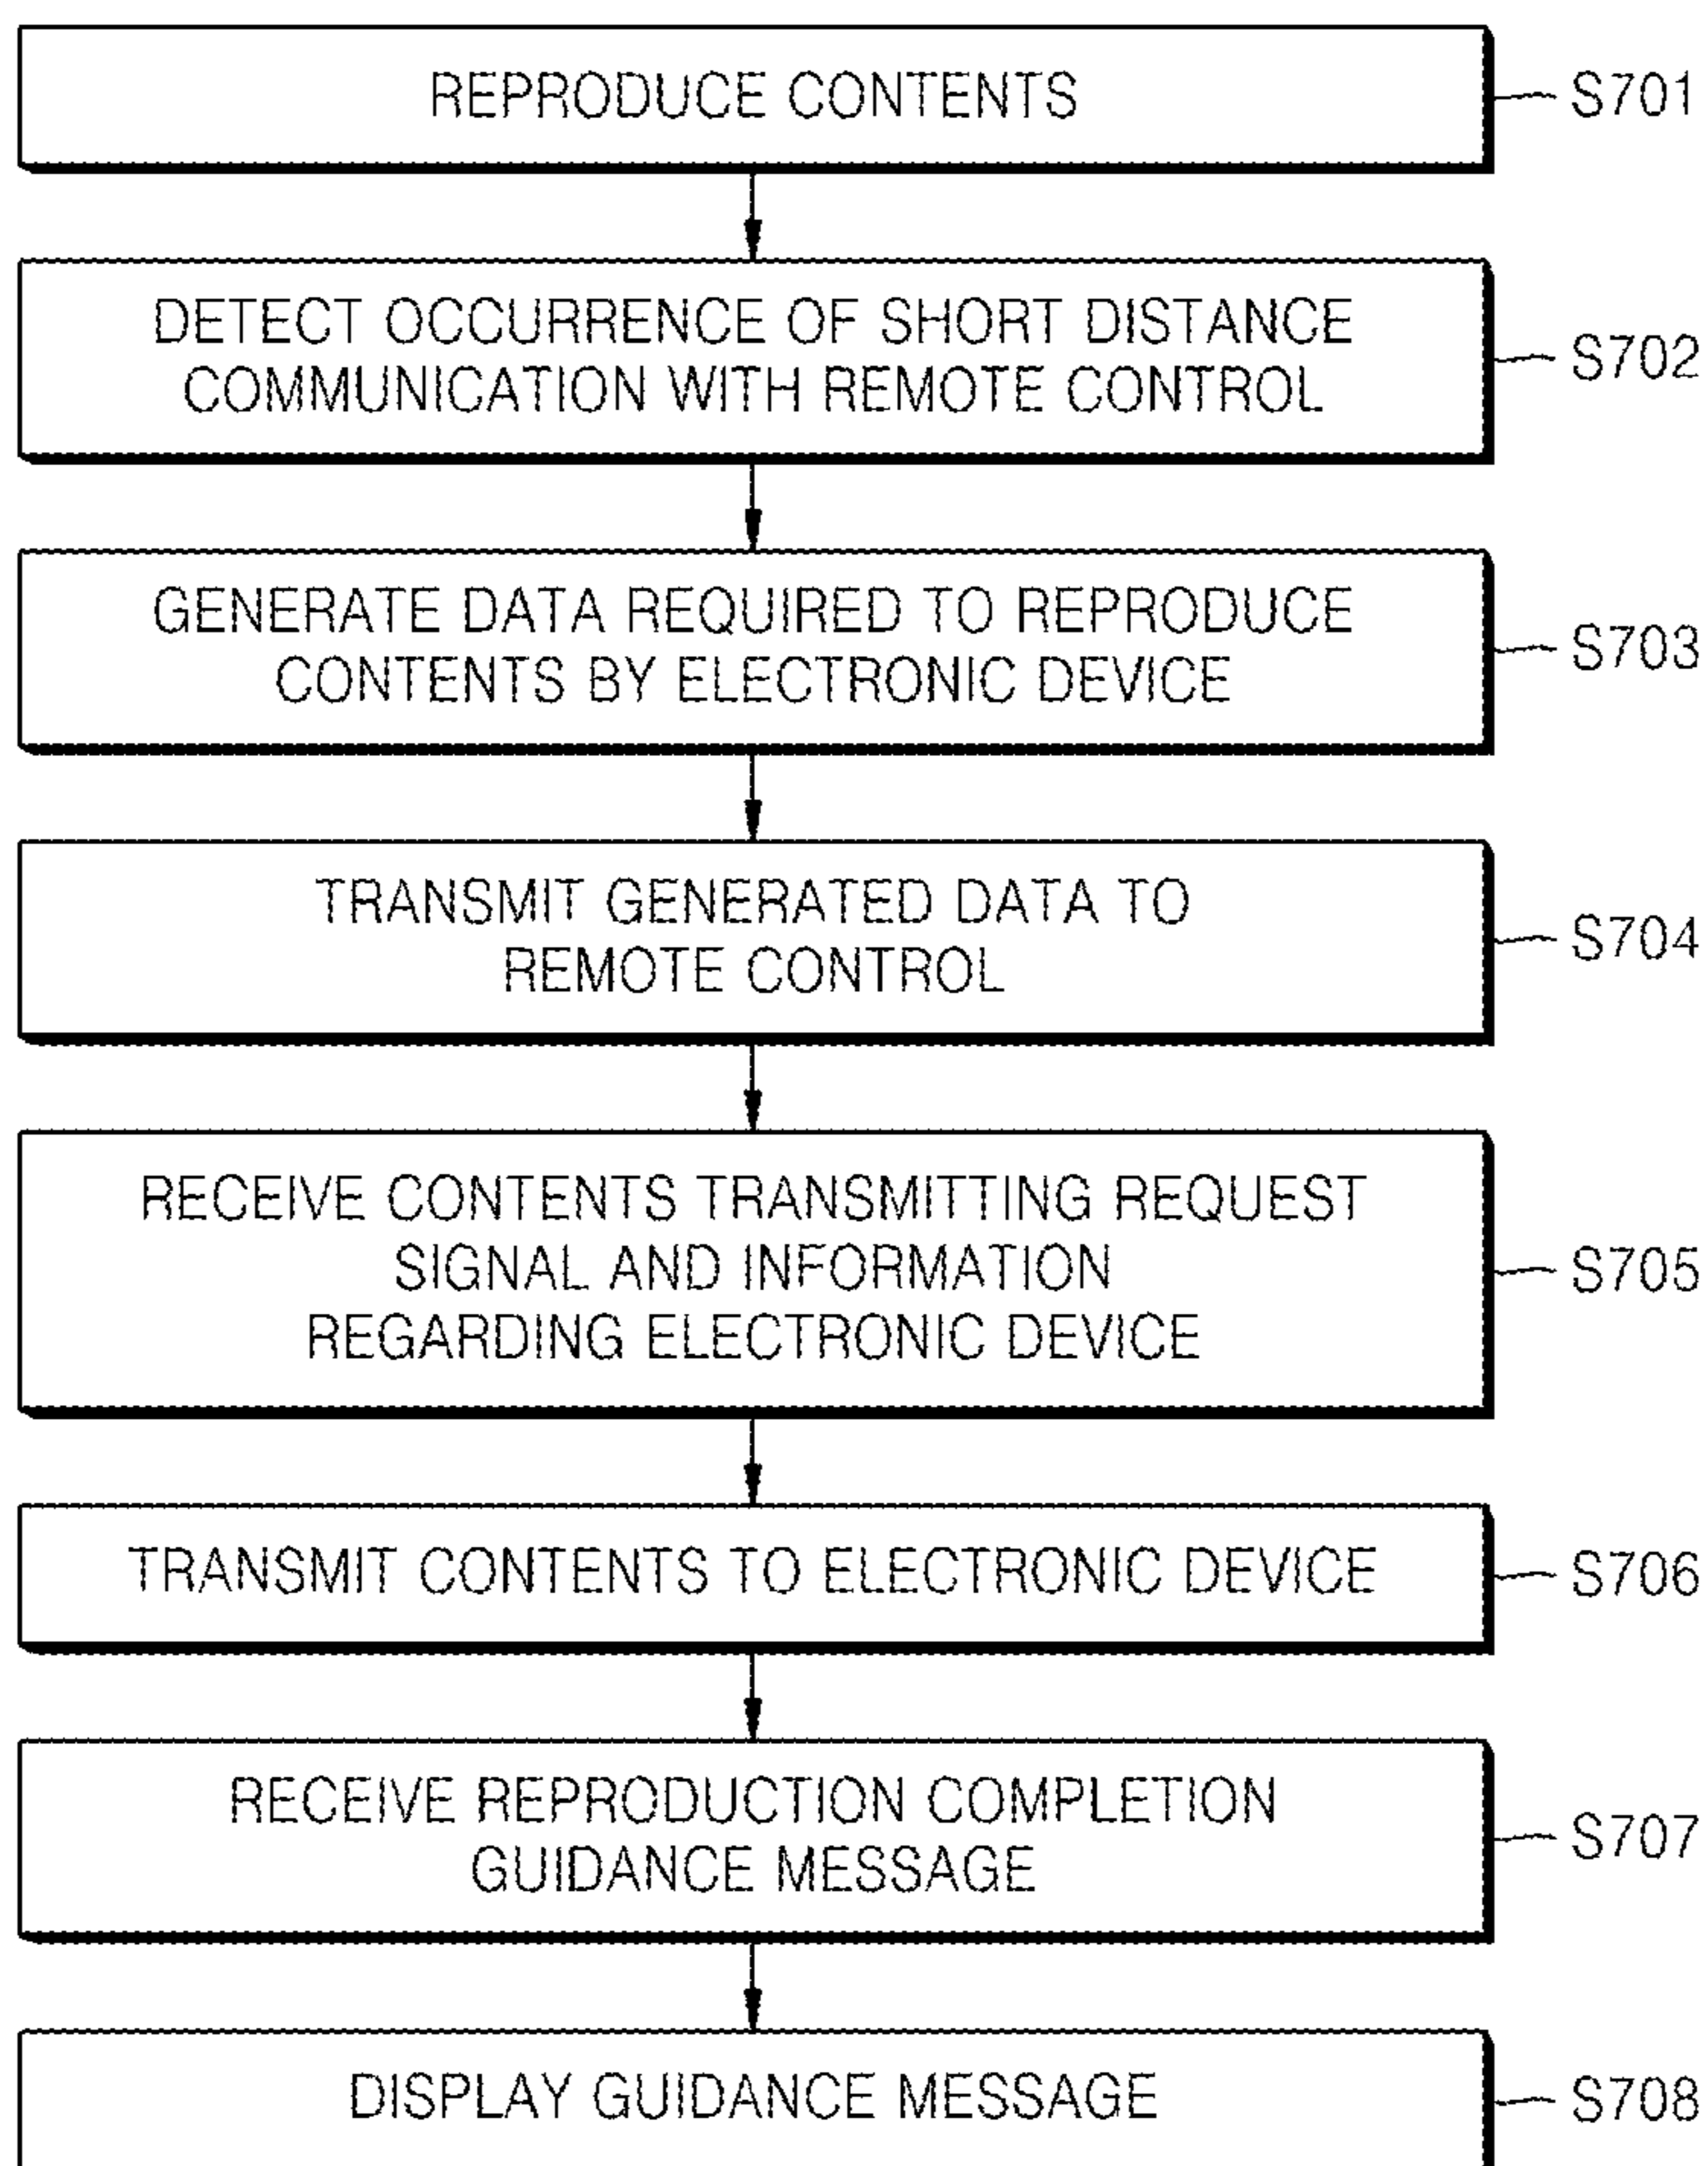 REPRODUCE CONTENTS
S701
DETECT OCCURRENCE OF SHORT DISTANCE
COMMUNICATION WITH REMOTE CONTROL
S702
GENERATE DATA REQUIRED TO REPRODUCE
CONTENTS BY ELECTRONIC DEVICE
S703
TRANSMIT GENERATED DATA TO
REMOTE CONTROL
S704
RECEIVE CONTENTS TRANSMITTING REQUEST
SIGNAL AND INFORMATION
REGARDING ELECTRONIC DEVICE
S705
TRANSMIT CONTENTS TO ELECTRONIC DEVICE
S706
RECEIVE REPRODUCTION COMPLETION
GUIDANCE MESSAGE
S707
DISPLAY GUIDANCE MESSAGE
S708